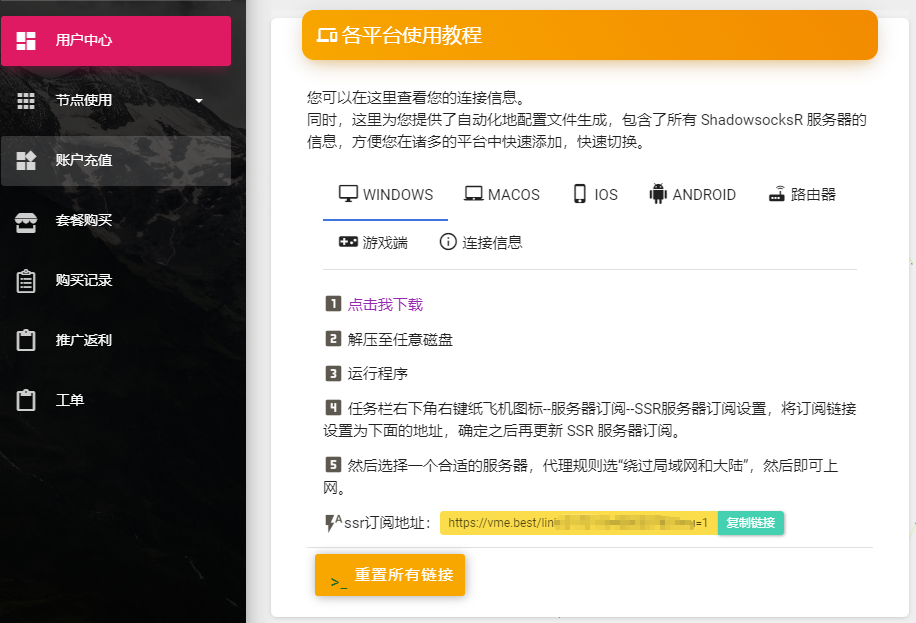 用户中心
节点使用
账户充值
套餐购买
购买记录
推广返利
工单
各平台使用教程
您可以在这里查看您的连接信息。
同时，这里为您提供了自动化地配置文件生成，包含了所有 ShadowsocksR 服务器的
信息，方便您在诸多的平台中快速添加，快速切换。
WINDOWS MACOS IOS ANDROID 路由器
游戏端 连接信息
1 点击我下载
2 解压至任意磁盘
3 运行程序
4 任务栏右下角右键纸飞机图标--服务器订阅--SSR服务器订阅设置，将订阅链接
设置为下面的地址，确定之后再更新 SSR 服务器订阅。
5 然后选择一个合适的服务器，代理规则选“绕过局域网和大陆”，然后即可上
网。
ssr订阅地址： https://vme.best/lin =1 复制链接
>_ 重置所有链接